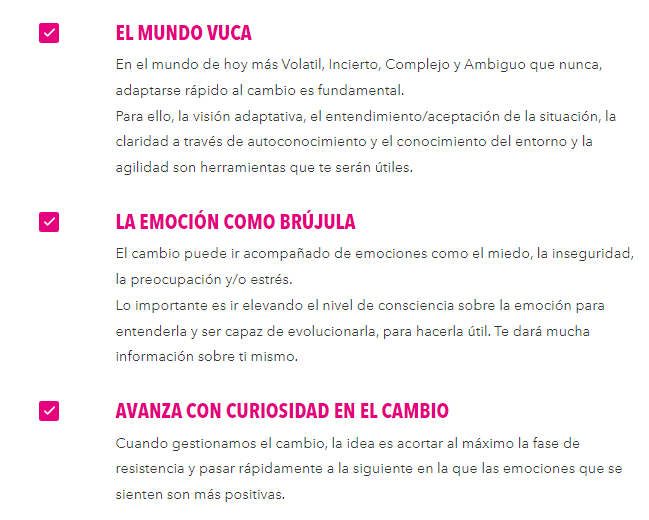 EL MUNDO VUCA
En el mundo de hoy más Volatil, Incierto, Complejo y Ambiguo que nunca,
adaptarse rápido al cambio es fundamental.
Para ello, la visión adaptativa, el entendimiento/aceptación de la situación, la
claridad a través de autoconocimiento y el conocimiento del entorno y la
agilidad son herramientas que te serán útiles.
LA EMOCIÓN COMO BRÚJULA
El cambio puede ir acompañado de emociones como el miedo, la inseguridad,
la preocupación y/o estrés.
Lo importante es ir elevando el nivel de consciencia sobre la emoción para
entenderla y ser capaz de evolucionarla, para hacerla útil. Te dará mucha
información sobre ti mismo.
AVANZA CON CURIOSIDAD EN EL CAMBIO
Cuando gestionamos el cambio, la idea es acortar al máximo la fase de
resistencia y pasar rápidamente a la siguiente en la que las emociones que se
sienten son más positivas.